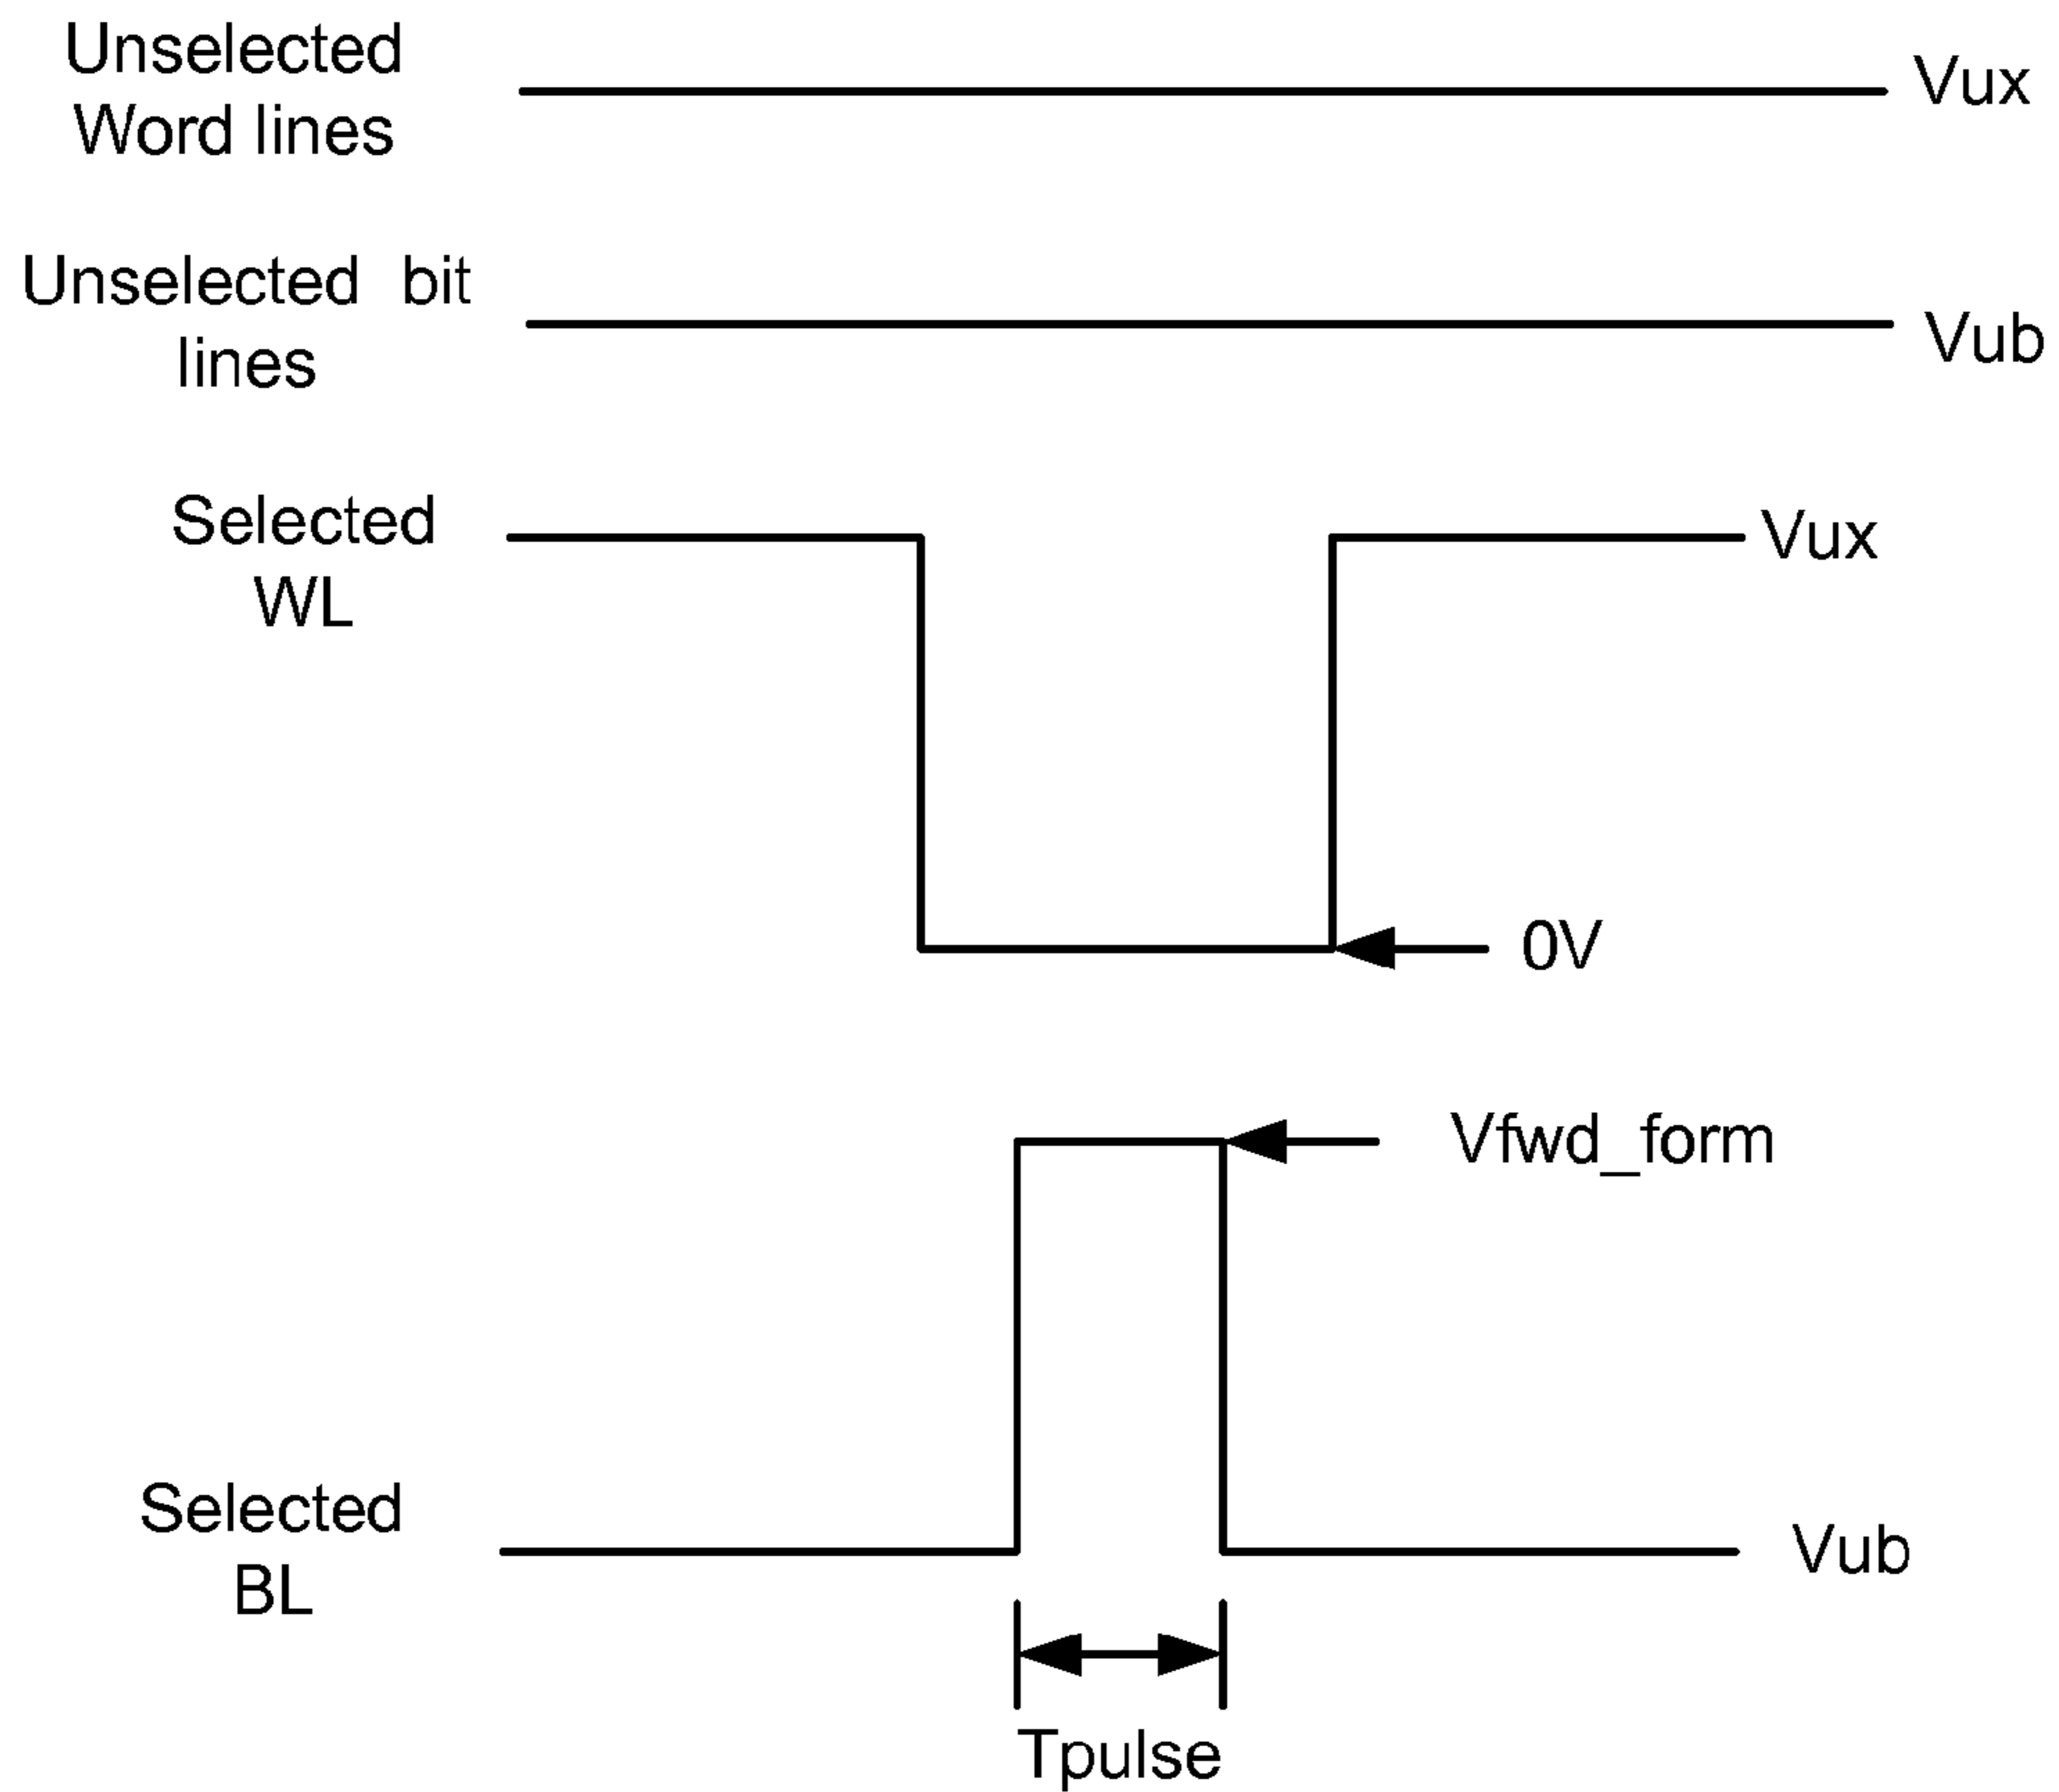 Unselected
Word lines
Vux
Unselected bit
lines
Vub
Selected
WL
Vux
0V
Vfwd_form
Selected
BL
Vub
Tpulse